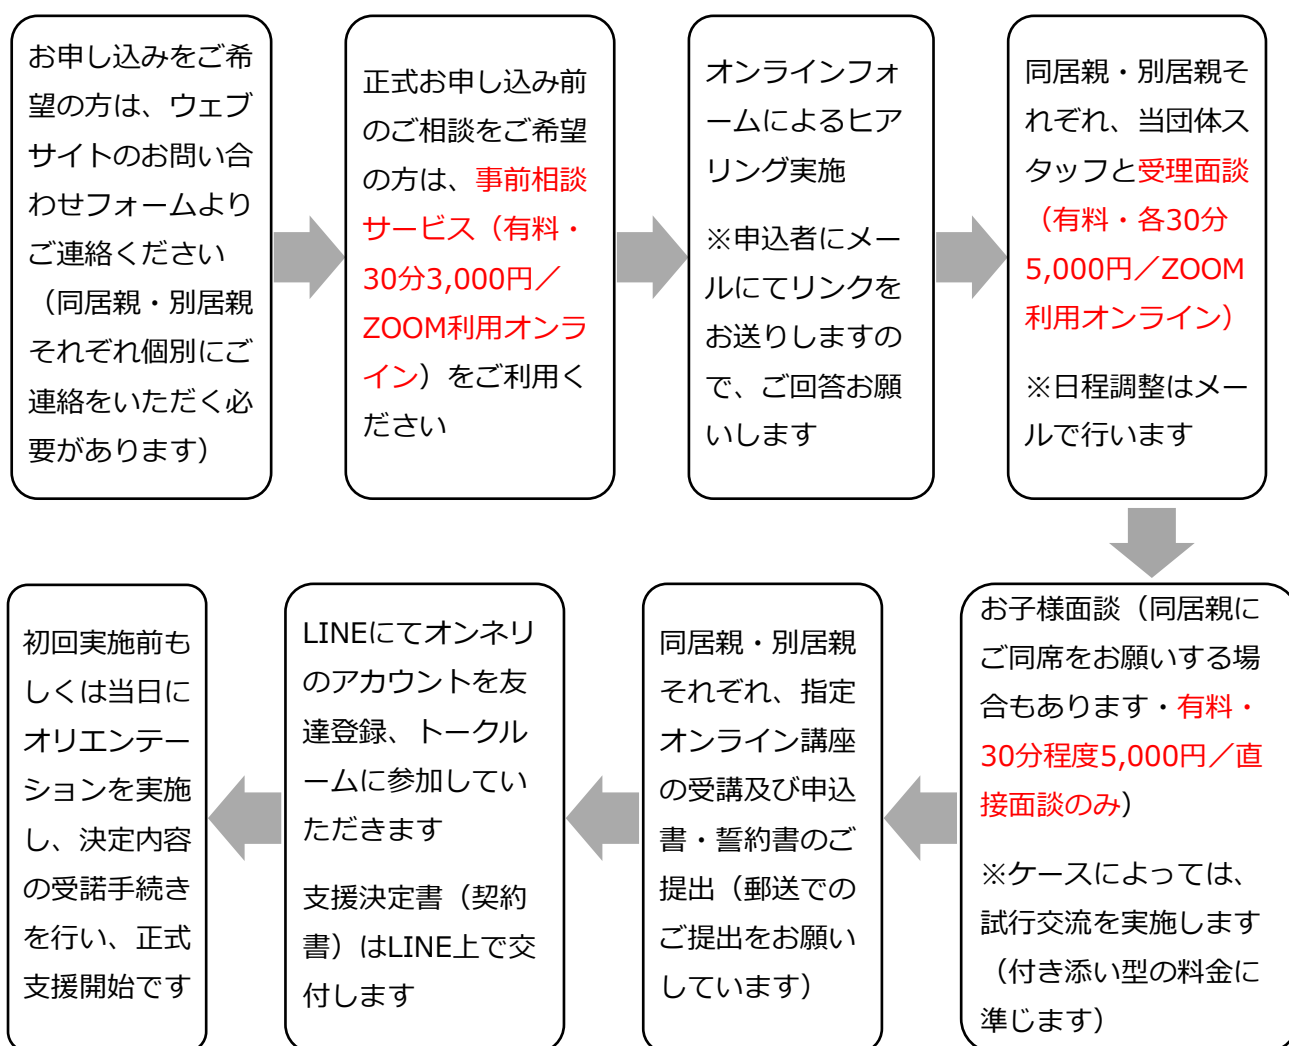 お申し込みをご希
望の方は、ウェブ
サイトのお問い合
わせフォームより
ご連絡ください
（同居親・別居親
それぞれ個別にご
連絡をいただく必
要があります）
正式お申し込み前
のご相談をご希望
の方は、事前相談
サービス（有料・
30分3,000円／
ZOOM利用オンラ
イン）をご利用く
ださい
オンラインフォ
ームによるヒア
リング実施
※申込者にメー
ルにてリンクを
お送りしますの
で、ご回答お願
いします
同居親・別居親そ
れぞれ、当団体ス
タッフと受理面談
（有料・各30分
5,000円／ZOOM
利用オンライン）
※日程調整はメー
ルで行います
お子様面談（同居親に
ご同席をお願いする場
合もあります・有料・
30分程度5,000円／直
接面談のみ）
※ケースによっては、
試行交流を実施します
（付き添い型の料金に
準じます）
同居親・別居親
それぞれ、指定
オンライン講座
の受講及び申込
書・誓約書のご
提出（郵送での
ご提出をお願い
しています）
LINEにてオンネリ
のアカウントを友
達登録、トークル
ームに参加してい
ただきます
支援決定書（契約
書）はLINE上で交
付します
初回実施前も
しくは当日に
オリエンテー
ションを実施
し、決定内容
の受諾手続き
を行い、正式
支援開始です